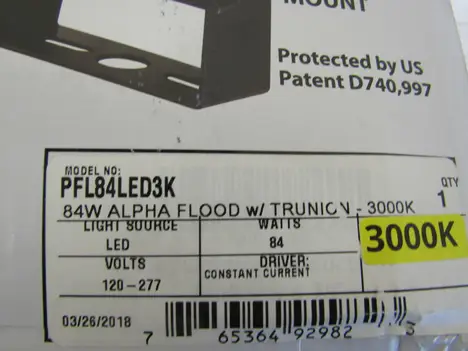 MOUNT
Protected by US
Patent D740,997
MODEL NO:
PFL84LED3K
QTY
1
84W ALPHA FLOOD w/ TRUNION - 3000K
LIGHT SOURCE
WATTS
LED
84
3000K
VOLTS
DRIVER:
120-277
CONSTANT CURRENT
03/26/2018
7 65364 92982 3